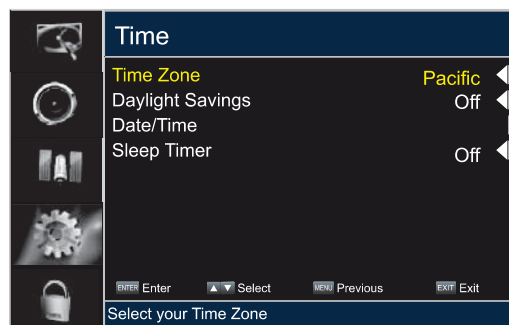 Time
Time Zone Pacific
Daylight Savings Off
Date/Time
Sleep Timer Off
ENTER Enter ▲ ▼ Select MENU Previous EXIT Exit
Select your Time Zone